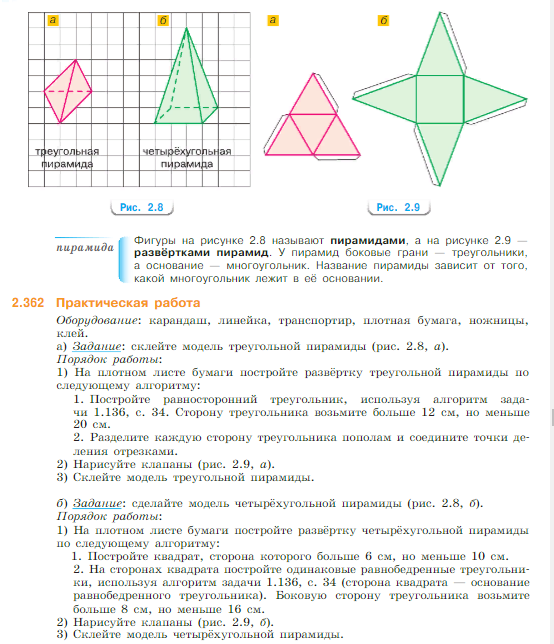 а
б
а
б
треугольная
пирамида
четырёхугольная
пирамида
Рис. 2.8
Рис. 2.9
пирамида
Фигуры на рисунке 2.8 называют пирамидами, а на рисунке 2.9 —
развёртками пирамид. У пирамид боковые грани — треугольники,
а основание — многоугольник. Название пирамиды зависит от того,
какой многоугольник лежит в её основании.
2.362 Практическая работа
Оборудование: карандаш, линейка, транспортир, плотная бумага, ножницы,
клей.
а) Задание: склейте модель треугольной пирамиды (рис. 2.8, а).
Порядок работы:
1) На плотном листе бумаги постройте развёртку треугольной пирамиды по
следующему алгоритму:
1. Постройте равносторонний треугольник, используя алгоритм зада-
чи 1.136, с. 34. Сторону треугольника возьмите больше 12 см, но меньше
20 см.
2. Разделите каждую сторону треугольника пополам и соедините точки де-
ления отрезками.
2) Нарисуйте клапаны (рис. 2.9, а).
3) Склейте модель треугольной пирамиды.
б) Задание: сделайте модель четырёхугольной пирамиды (рис. 2.8, б).
Порядок работы:
1) На плотном листе бумаги постройте развёртку четырёхугольной пирамиды
по следующему алгоритму:
1. Постройте квадрат, сторона которого больше 6 см, но меньше 10 см.
2. На сторонах квадрата постройте одинаковые равнобедренные треугольни-
ки, используя алгоритм задачи 1.136, с. 34 (сторона квадрата — основание
равнобедренного треугольника). Боковую сторону треугольника возьмите
больше 8 см, но меньше 16 см.
2) Нарисуйте клапаны (рис. 2.9, б).
3) Склейте модель четырёхугольной пирамиды.